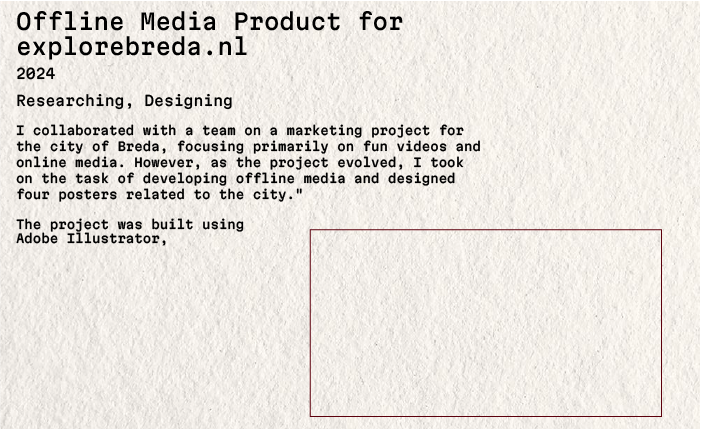 Offline Media Product for
explorebreda.nl
2024
Researching, Designing
I collaborated with a team on a marketing project for
the city of Breda, focusing primarily on fun videos and
online media. However, as the project evolved, I took
on the task of developing offline media and designed
four posters related to the city."
The project was built using
Adobe Illustrator,